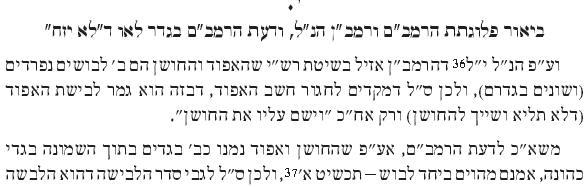 ביאור פלוגתת הרמב"ם ורמב"ן הנ"ל, ודעת הרמב"ם בגדר לאו ד"לא יזח"
וע"פ הנ"ל י"ל36 דהרמב"ן אזיל בשיטת רש"י שהאפוד והחושן הם ב' לבושים נפרדים
(ושונים בגדרם), ולכן ס"ל דמקדים לחגור חשב האפוד, דבזה הוא גמר לבישת האפוד
(דלא תליא ושייך להחושן) ורק אח"כ "וישם עליו את החושן".
משא"כ לדעת הרמב"ם, אע"פ שהחושן ואפוד נמנו כב' בגדים בתוך השמונה בגדי
כהונה, אמנם מהוים ביחד לבוש – תכשיט א'37, ולכן ס"ל לגבי סדר הלבישה דהוא הלבשה